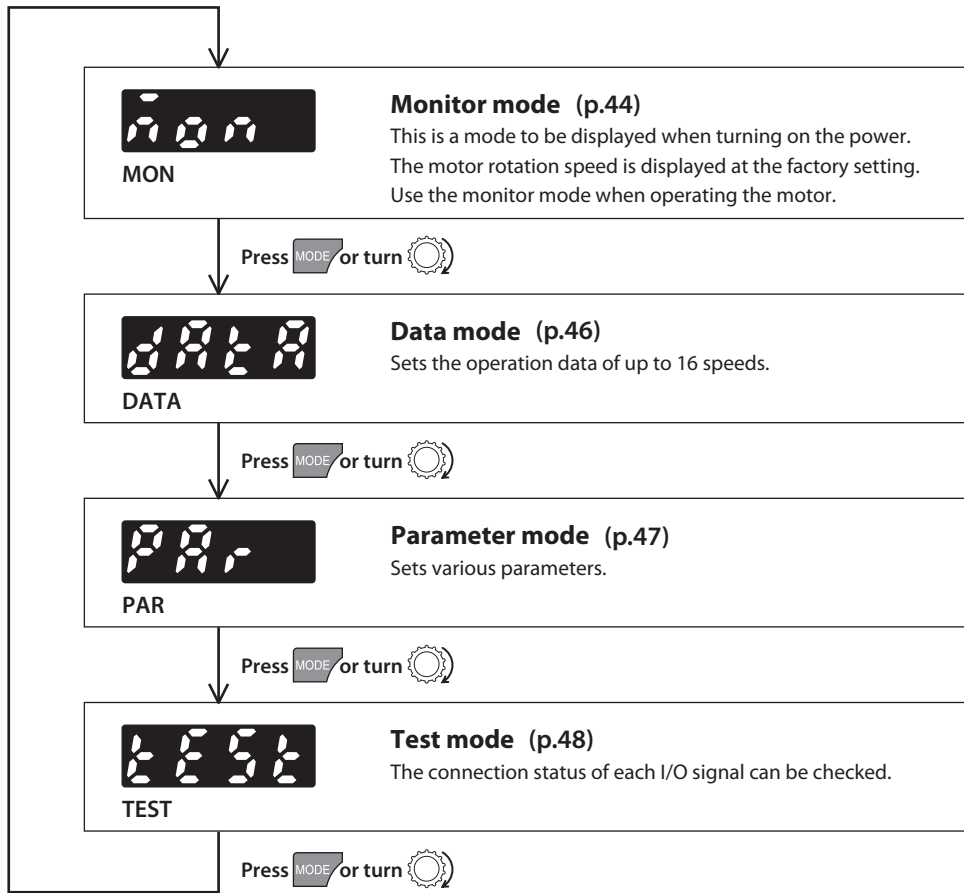 mon
MON
Monitor mode (p.44)
This is a mode to be displayed when turning on the power.
The motor rotation speed is displayed at the factory setting.
Use the monitor mode when operating the motor.
Press MODE or turn
dAtA
DATA
Data mode (p.46)
Sets the operation data of up to 16 speeds.
Press MODE or turn
PAr
PAR
Parameter mode (p.47)
Sets various parameters.
Press MODE or turn
tESt
TEST
Test mode (p.48)
The connection status of each I/O signal can be checked.
Press MODE or turn